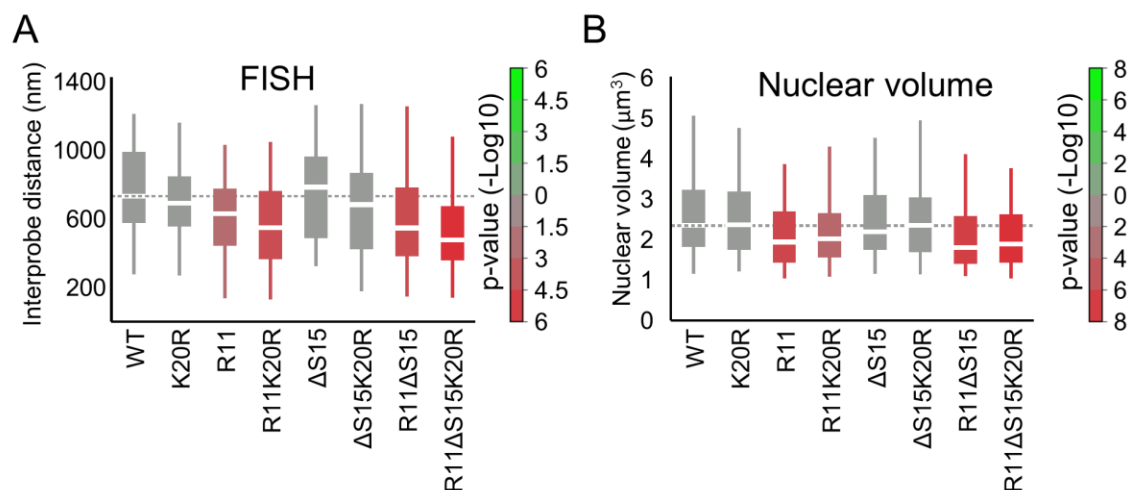 A
FISH
Interprobe distance (nm)
1400
1000
600
200
WT
K20R
R11
R11K20R
ΔS15
ΔS15K20R
R11ΔS15
R11ΔS15K20R
6
4.5
3
1.5
0
1.5
3
4.5
6
p-value (-Log10)
B
Nuclear volume
Nuclear volume (μm³)
6
5
4
3
2
1
0
WT
K20R
R11
R11K20R
ΔS15
ΔS15K20R
R11ΔS15
R11ΔS15K20R
8
6
4
2
0
2
4
6
8
p-value (-Log10)